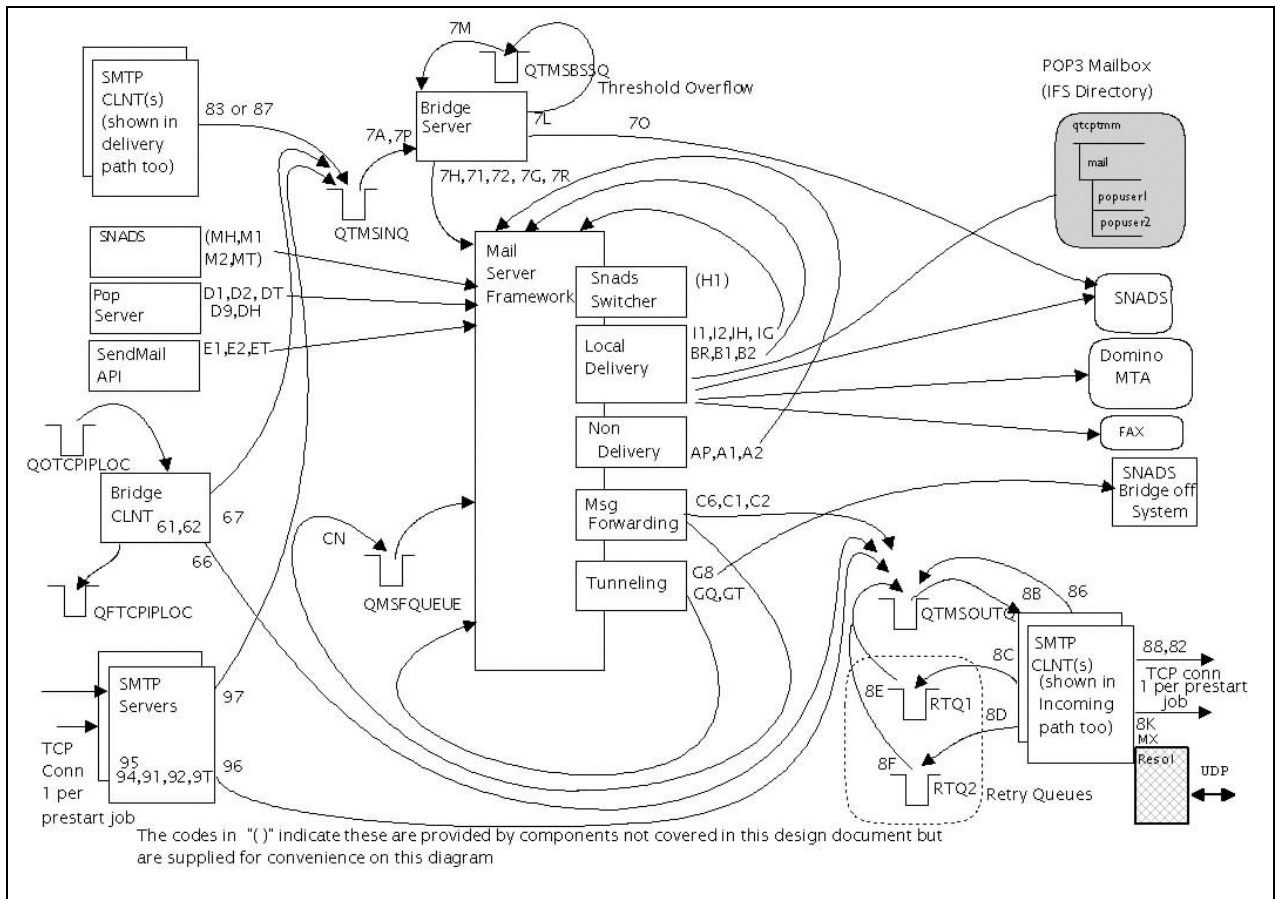 7M
QTMSBSSQ
Threshold Overflow
SMTP
CLNT(s)
(shown in
delivery
path too)
83 or 87
Bridge
Server
7A,7P
7L
7O
7H,71,72, 7G, 7R
QTMSINQ
POP3 Mailbox
(IFS Directory)
qtcptmm
mail
popuser1
popuser2
SNADS
(MH,M1
M2,MT)
Pop
Server
D1,D2, DT
D9,DH
SendMail
API
E1,E2,ET
Mail
Server
Framework
Snads
Switcher
(H1)
Local
Delivery
I1,I2,IH, IG
BR,B1,B2
Non
Delivery
AP,A1,A2
Msg
Forwarding
C6,C1,C2
Tunneling
G8
GQ,GT
SNADS
Domino
MTA
FAX
SNADS
Bridge off
System
QOTCPIPLOC
Bridge
CLNT
61,62
67
66
QFTCPIPLOC
CN
QMSFQUEUE
QTMSOUTQ
8B
86
8C
8D
8E
RTQ1
8F
RTQ2
Retry Queues
SMTP
CLNT(s)
(shown in
Incoming
path too)
88,82
TCP conn
1 per prestart
job
8K
MX
Resol
UDP
SMTP
Servers
95
94,91,92,9T
97
96
TCP
Conn
1 per
prestart job
The codes in "( )" indicate these are provided by components not covered in this design document but
are supplied for convenience on this diagram